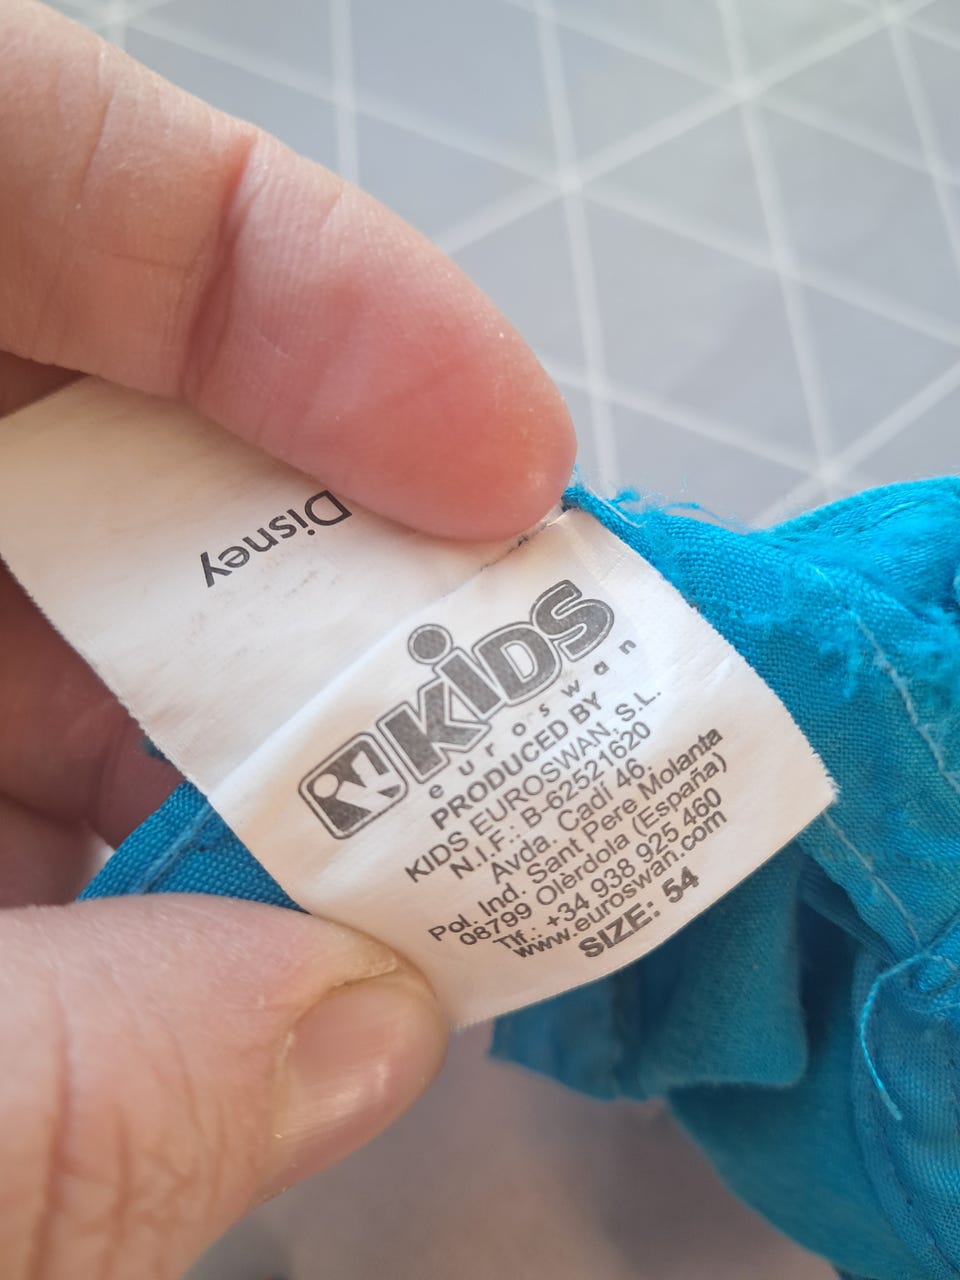 Disney
KiDS
euroswan
PRODUCED BY
KIDS EUROSWAN, S.L.
N.I.F.: B-62521620
Avda. Cadí 46,
Pol. Ind. Sant Pere Molanta
08799 Olèrdola (España)
Tlf.: +34 938 925 460
www.euroswan.com
SIZE: 54